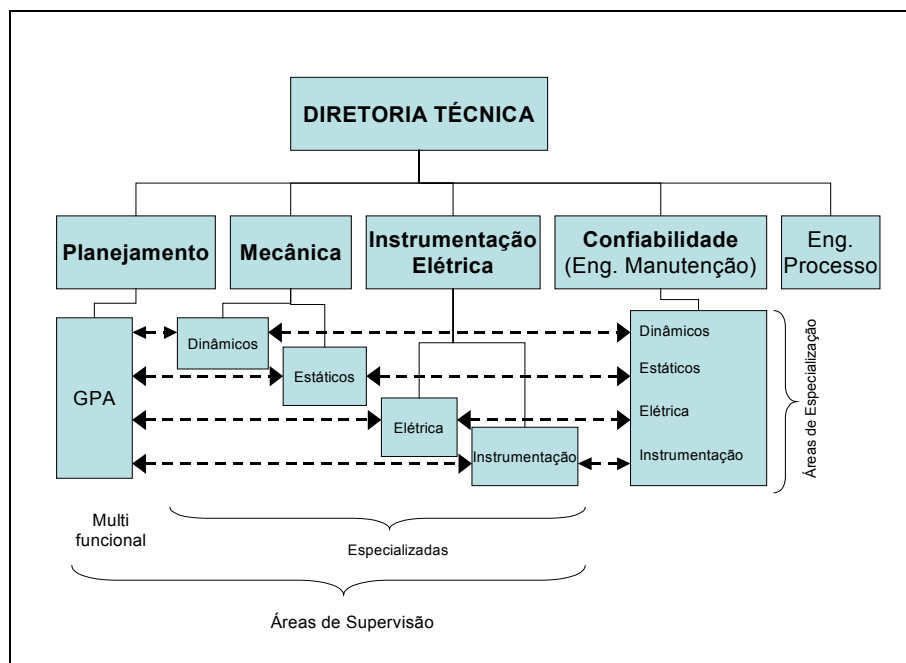 DIRETORIA TÉCNICA
Planejamento
Mecânica
Instrumentação
Elétrica
Confiabilidade
(Eng. Manutenção)
Eng.
Processo
GPA
Dinâmicos
Estáticos
Elétrica
Instrumentação
Dinâmicos
Estáticos
Elétrica
Instrumentação
Áreas de Especialização
Multi
funcional
Especializadas
Áreas de Supervisão